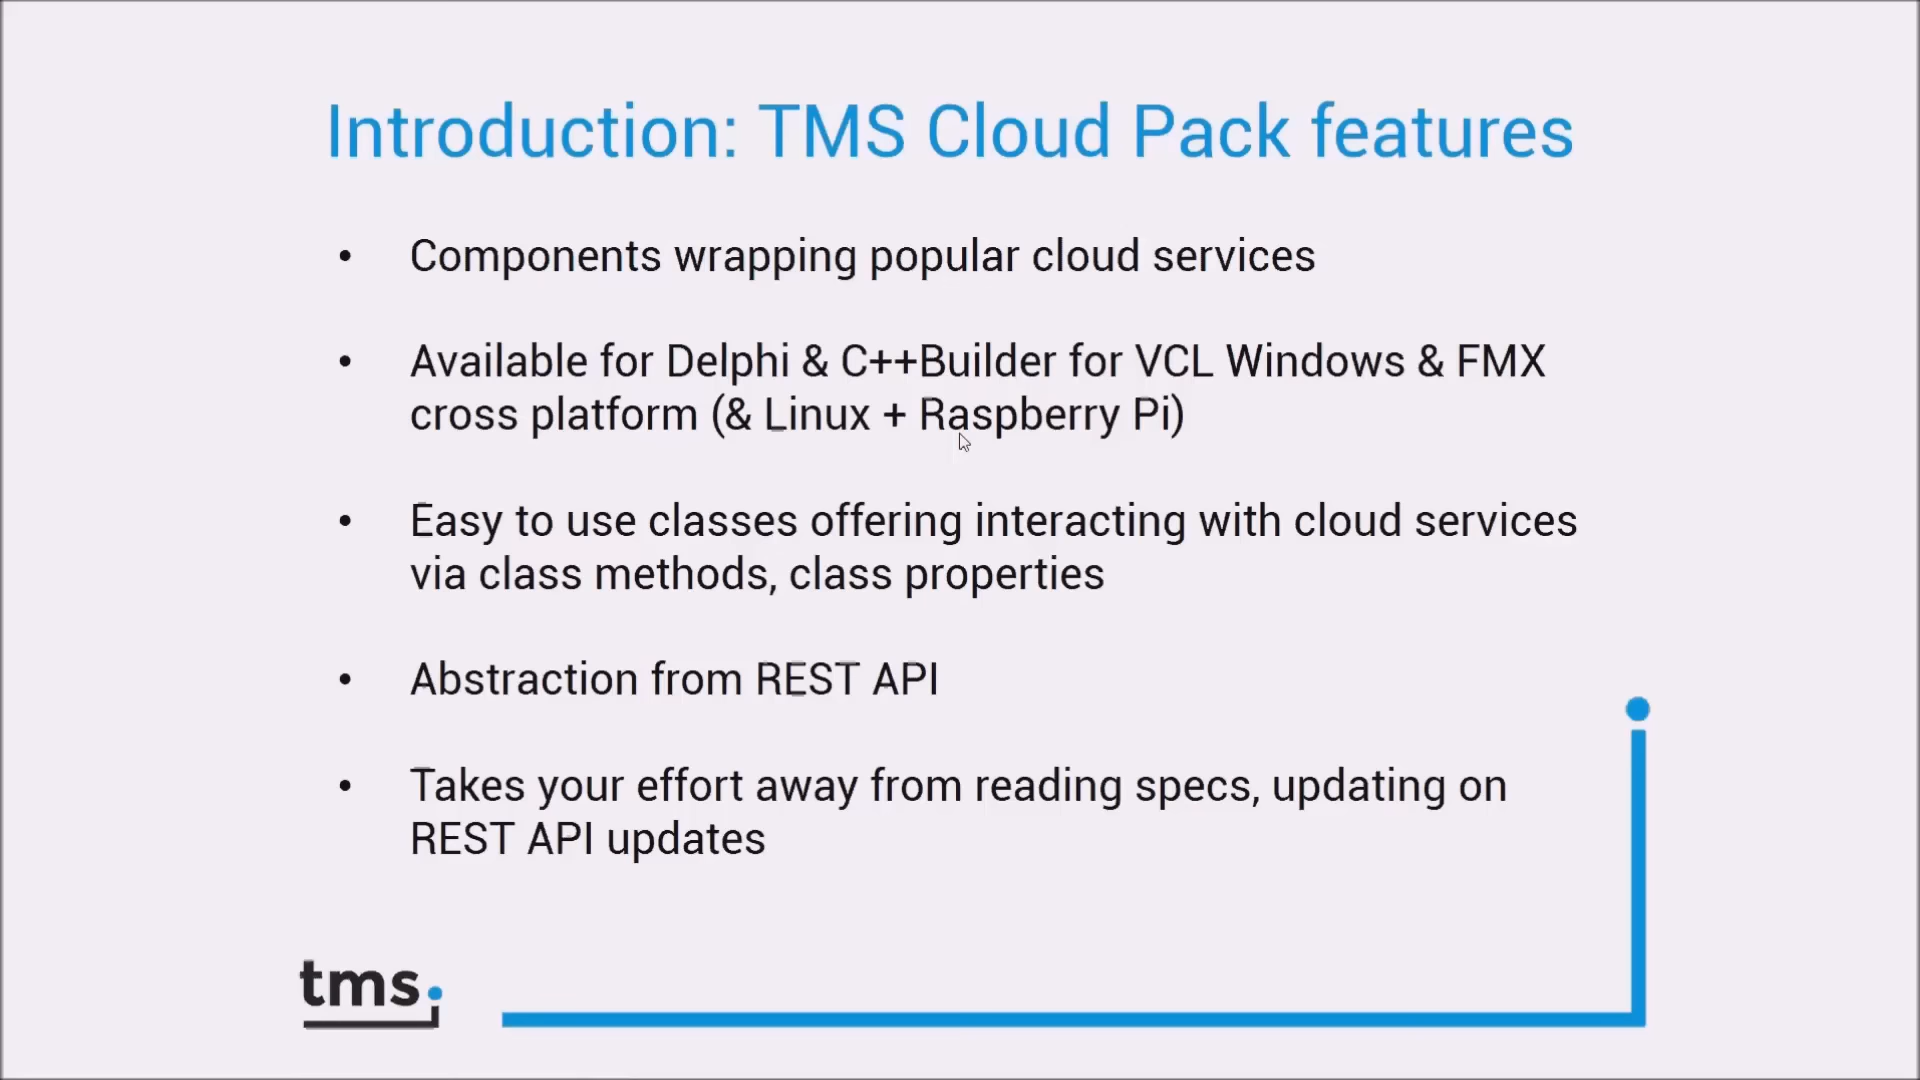 Introduction: TMS Cloud Pack features
• Components wrapping popular cloud services
• Available for Delphi & C++Builder for VCL Windows & FMX
cross platform (& Linux + Raspberry Pi)
• Easy to use classes offering interacting with cloud services
via class methods, class properties
• Abstraction from REST API
• Takes your effort away from reading specs, updating on
REST API updates
tms